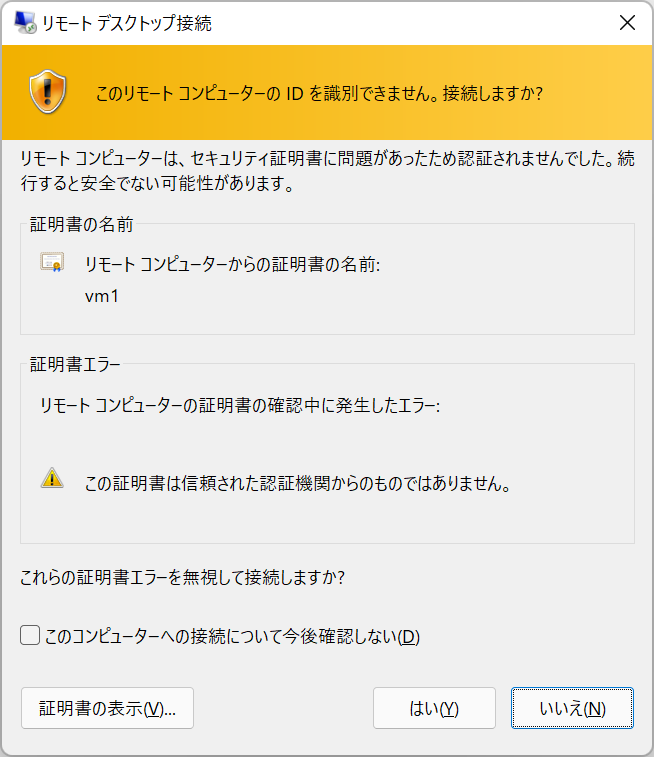 リモート デスクトップ接続
このリモート コンピューターの ID を識別できません。接続しますか?
リモート コンピューターは、セキュリティ証明書に問題があったため認証されませんでした。続
行すると安全でない可能性があります。
証明書の名前
リモート コンピューターからの証明書の名前:
vm1
証明書エラー
リモート コンピューターの証明書の確認中に発生したエラー:
この証明書は信頼された認証機関からのものではありません。
これらの証明書エラーを無視して接続しますか?
このコンピューターへの接続について今後確認しない(D)
証明書の表示(V)... はい(Y) いいえ(N)